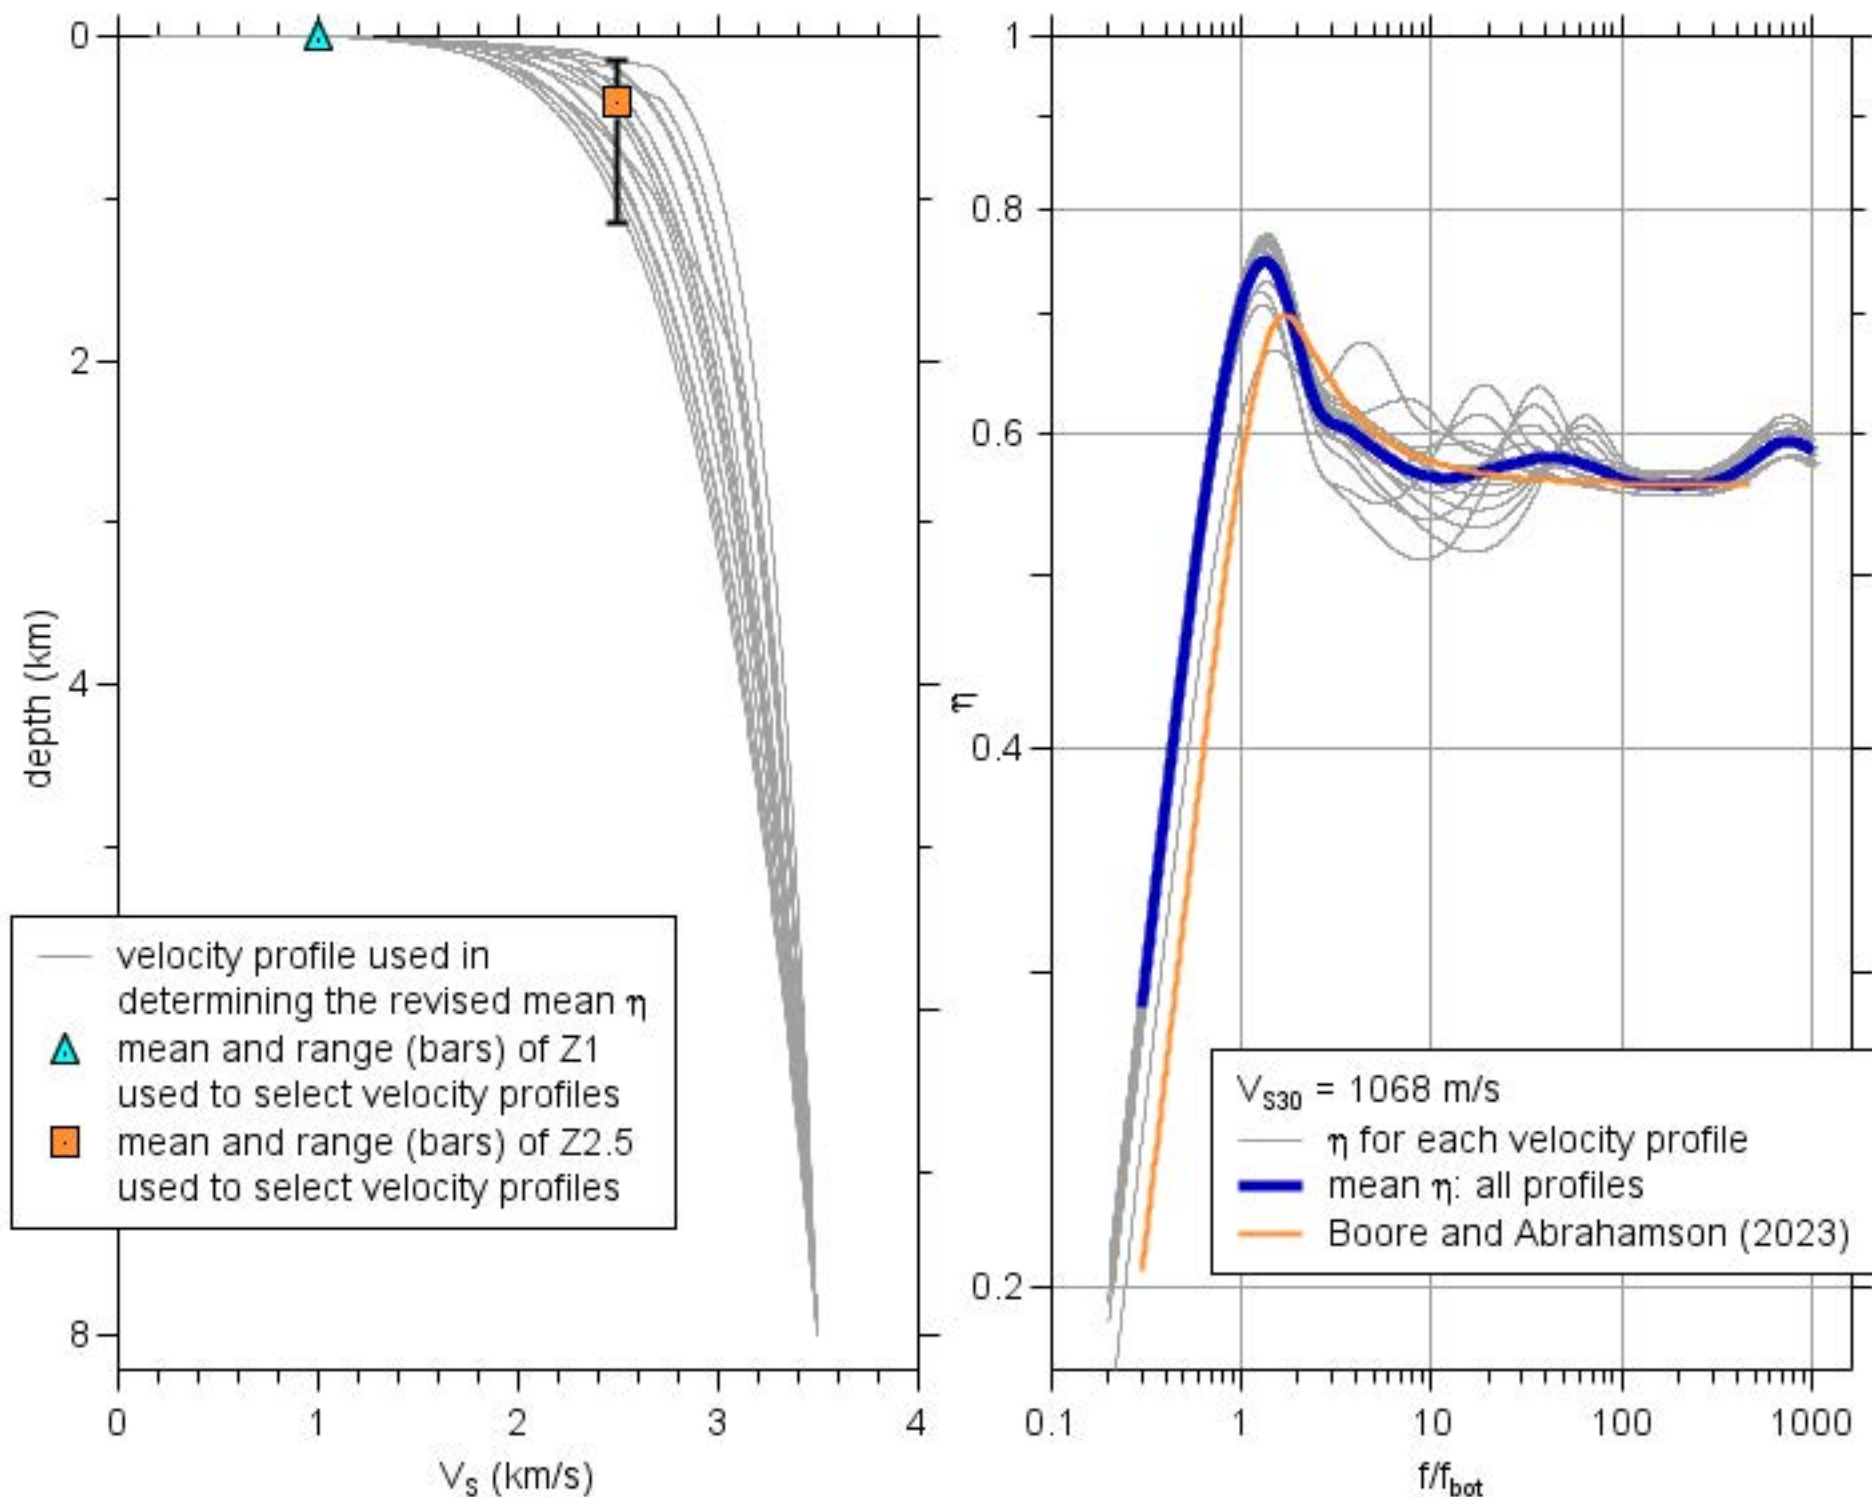 0
2
4
8
depth (km)
0 1 2 3 4
V_S (km/s)
velocity profile used in
determining the revised mean η
mean and range (bars) of Z1
used to select velocity profiles
mean and range (bars) of Z2.5
used to select velocity profiles
1
0.8
0.6
0.4
0.2
η
0.1 1 10 100 1000
f/f_bot
V_S30 = 1068 m/s
η for each velocity profile
mean η: all profiles
Boore and Abrahamson (2023)